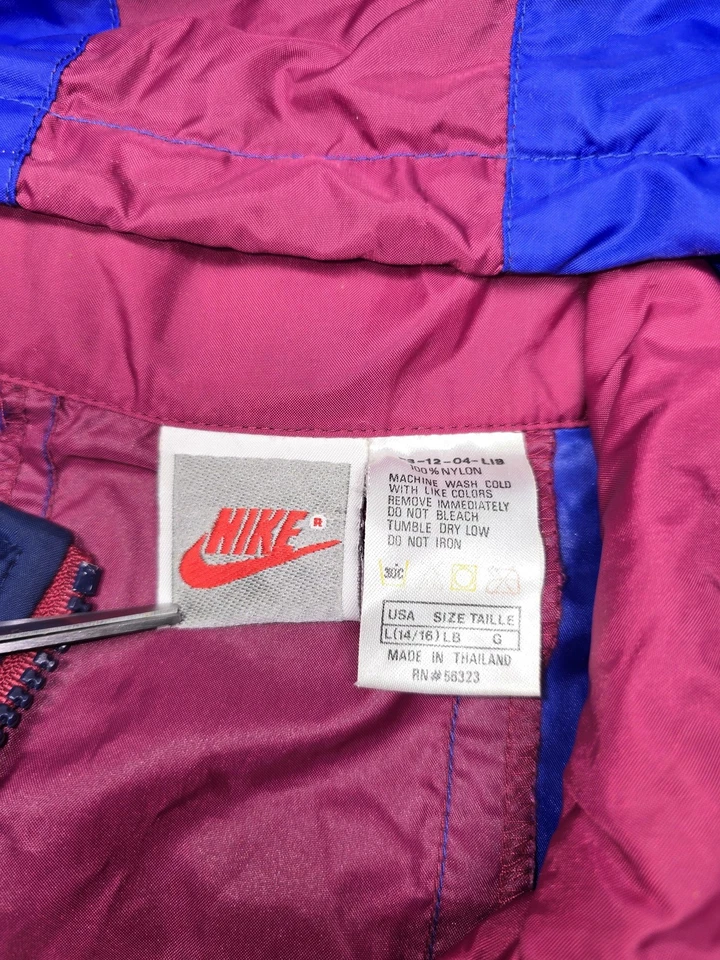 NIKE®
-12-04-LIB
100% NYLON
MACHINE WASH COLD
WITH LIKE COLORS
REMOVE IMMEDIATELY
DO NOT BLEACH
TUMBLE DRY LOW
DO NOT IRON
30C
USA SIZE TAILLE
L(14/16) LB G
MADE IN THAILAND
RN#56323